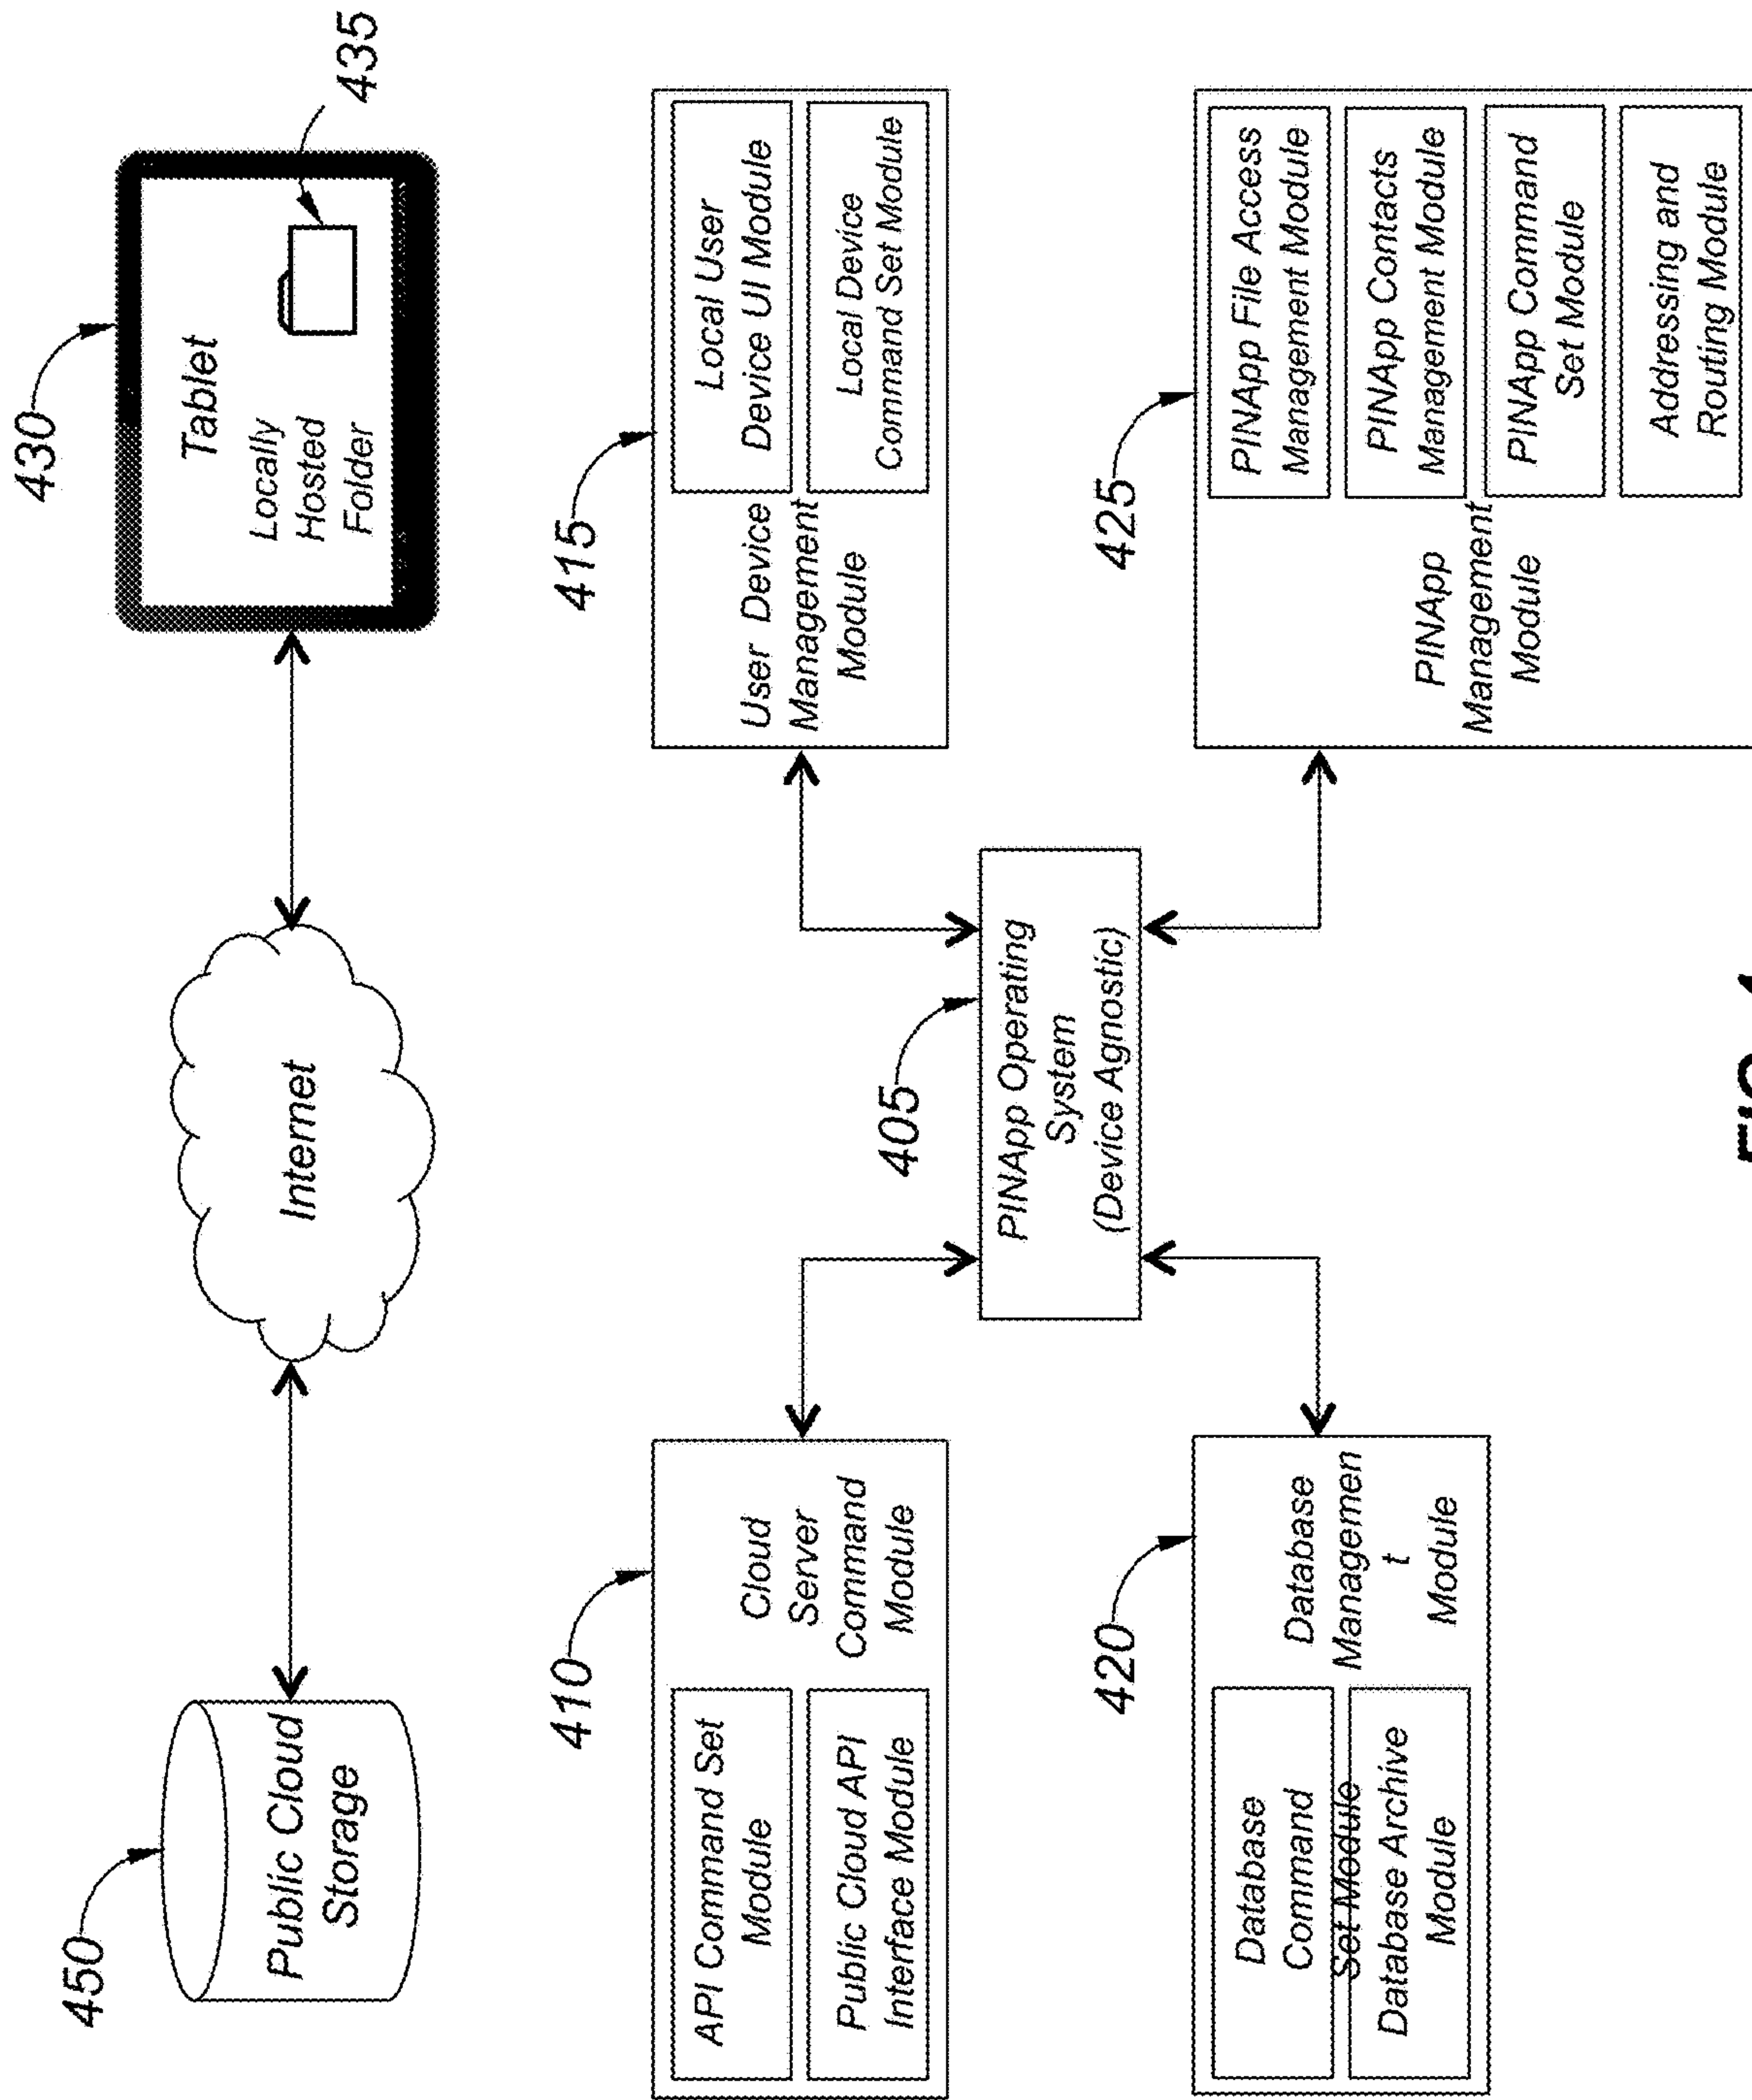 450
Public Cloud
Storage
Internet
430
Tablet
Locally
Hosted
Folder
435
410
API Command Set
Module
Public Cloud API
Interface Module
Cloud
Server
Command
Module
415
User Device
Management
Module
Local User
Device UI Module
Local Device
Command Set Module
405
PINApp Operating
System
(Device Agnostic)
420
Database
Command
Set Module
Database Archive
Module
Database
Managemen
t
Module
425
PINApp
Management
Module
PINApp File Access
Management Module
PINApp Contacts
Management Module
PINApp Command
Set Module
Addressing and
Routing Module